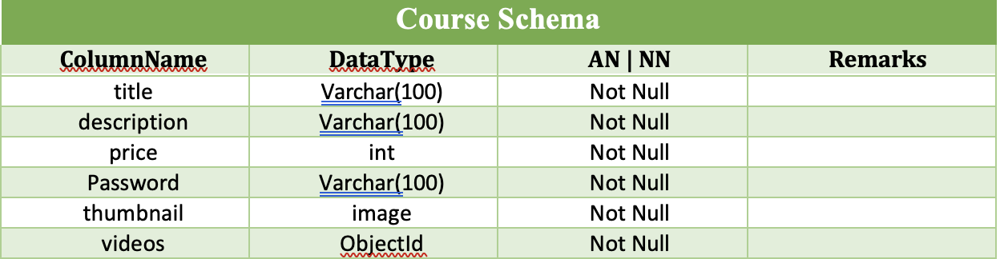 Course Schema
ColumnName DataType AN | NN Remarks
title Varchar(100) Not Null
description Varchar(100) Not Null
price int Not Null
Password Varchar(100) Not Null
thumbnail image Not Null
videos ObjectId Not Null